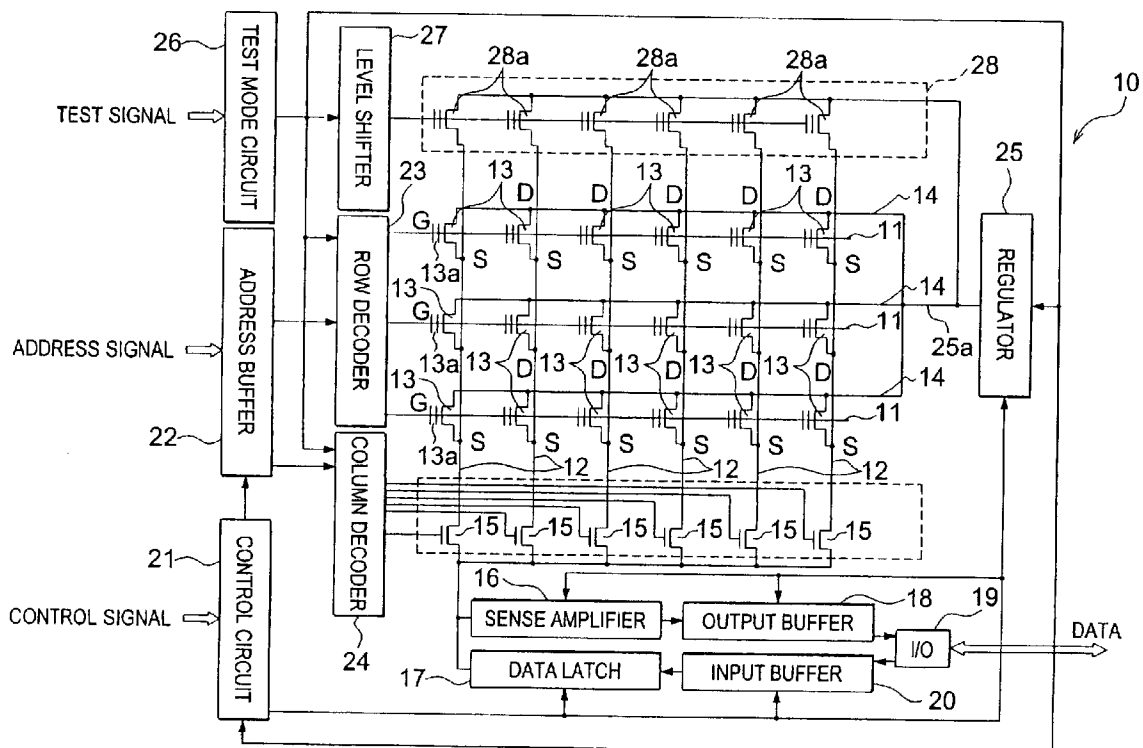 26 27 28a 28a 28a 28
TEST SIGNAL TEST MODE CIRCUIT LEVEL SHIFTER 10
23 13 D D 13 D 13 D 14 25
G 11
13a S S S S S
ADDRESS SIGNAL ADDRESS BUFFER ROW DECODER 13 14 REGULATOR
G 11
13a 13 D 13 D 13 D 13 D 25a
13 14
G 11
22 13a S S S S S
12 12 12 12
COLUMN DECODER
15 15 15 15 15 15
21 16 18 19
CONTROL SIGNAL CONTROL CIRCUIT 24 SENSE AMPLIFIER OUTPUT BUFFER I/O DATA
17 DATA LATCH INPUT BUFFER 20